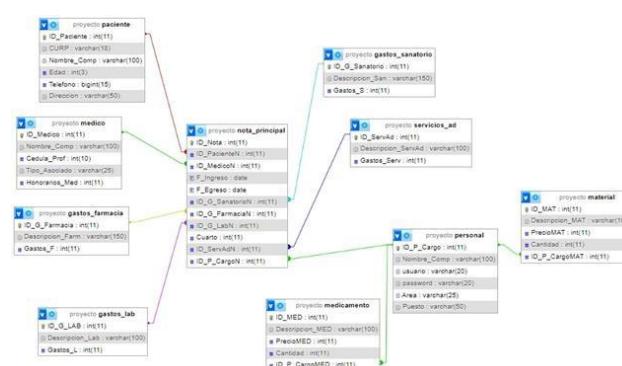 proyecto paciente
ID_Paciente : int(11)
CURP : varchar(18)
Nombre_Comp : varchar(100)
Edad : int(3)
Telefono : bigint(15)
Direccion : varchar(50)
proyecto medico
ID_Medico : int(11)
Nombre_Comp : varchar(100)
Cedula_Prof : int(10)
Tipo_Asociado : varchar(25)
Honorarios_Med : int(11)
proyecto gastos_farmacia
ID_G_Farmacia : int(11)
Descripcion_Farm : varchar(150)
Gastos_F : int(11)
proyecto gastos_lab
ID_G_LAB : int(11)
Descripcion_Lab : varchar(100)
Gastos_L : int(11)
proyecto nota_principal
ID_Nota : int(11)
ID_PacienteN : int(11)
ID_MedicoN : int(11)
F_Ingreso : date
F_Egreso : date
ID_G_SanatorioN : int(11)
ID_G_FarmaciaN : int(11)
ID_G_LabN : int(11)
Cuarto : int(11)
ID_ServAdN : int(11)
ID_P_CargoN : int(11)
proyecto gastos_sanatorio
ID_G_Sanatorio : int(11)
Descripcion_San : varchar(150)
Gastos_S : int(11)
proyecto servicios_ad
ID_ServAd : int(11)
Descripcion_ServAd : varchar(100)
Gastos_Serv : int(11)
proyecto personal
ID_P_Cargo : int(11)
Nombre_Comp : varchar(100)
usuario : varchar(20)
password : varchar(20)
Area : varchar(25)
Puesto : varchar(50)
proyecto medicamento
ID_MED : int(11)
Descripcion_MED : varchar(100)
PrecioMED : int(11)
Cantidad : int(11)
ID_P_CargoMED : int(11)
proyecto material
ID_MAT : int(11)
Descripcion_MAT :
PrecioMAT : int(11)
Cantidad : int(11)
ID_P_CargoMAT : int(11)